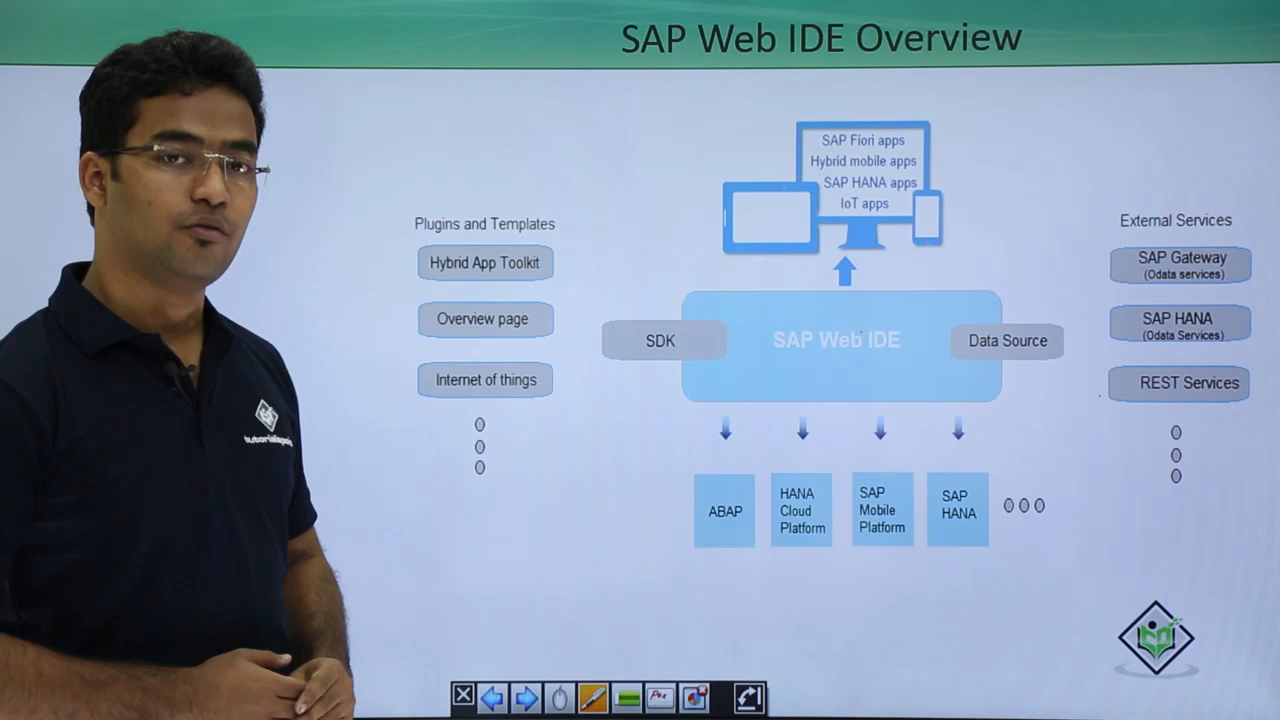 SAP Web IDE Overview
SAP Fiori apps
Hybrid mobile apps
SAP HANA apps
IoT apps
Plugins and Templates
Hybrid App Toolkit
Overview page
Internet of things
SDK
SAP Web IDE
Data Source
External Services
SAP Gateway
(Odata services)
SAP HANA
(Odata Services)
REST Services
ABAP
HANA
Cloud
Platform
SAP
Mobile
Platform
SAP
HANA